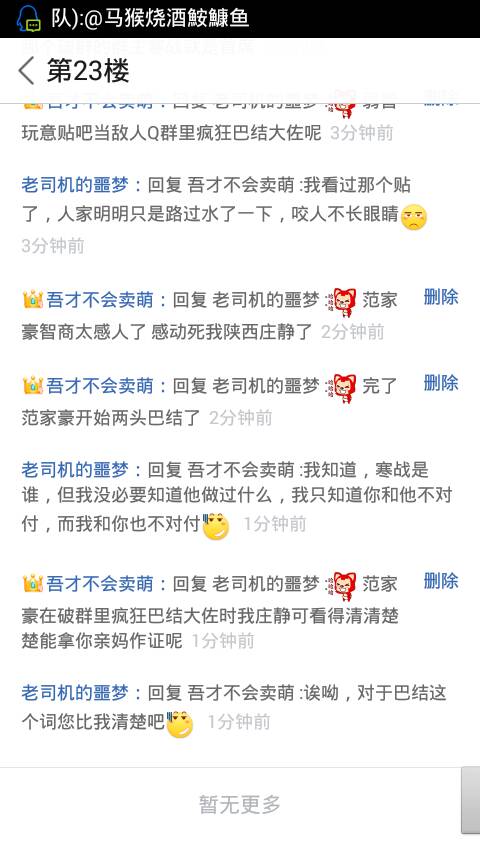 队):@马猴烧酒鮟鱇鱼
第23楼
吾才不会卖萌：回复 老司机的噩梦 : 弱智
删除
玩意贴吧当敌人Q群里疯狂巴结大佐呢 3分钟前
老司机的噩梦：回复 吾才不会卖萌 :我看过那个贴
了，人家明明只是路过水了一下，咬人不长眼睛
3分钟前
吾才不会卖萌：回复 老司机的噩梦 : 范家
删除
豪智商太感人了 感动死我陕西庄静了 2分钟前
吾才不会卖萌：回复 老司机的噩梦 : 完了
删除
范家豪开始两头巴结了 2分钟前
老司机的噩梦：回复 吾才不会卖萌 :我知道，寒战是
谁，但我没必要知道他做过什么，我只知道你和他不对
付，而我和你也不对付 1分钟前
吾才不会卖萌：回复 老司机的噩梦 : 范家
删除
豪在破群里疯狂巴结大佐时我庄静可看得清清楚
楚能拿你亲妈作证呢 1分钟前
老司机的噩梦：回复 吾才不会卖萌 :诶呦，对于巴结这
个词您比我清楚吧 1分钟前
暂无更多